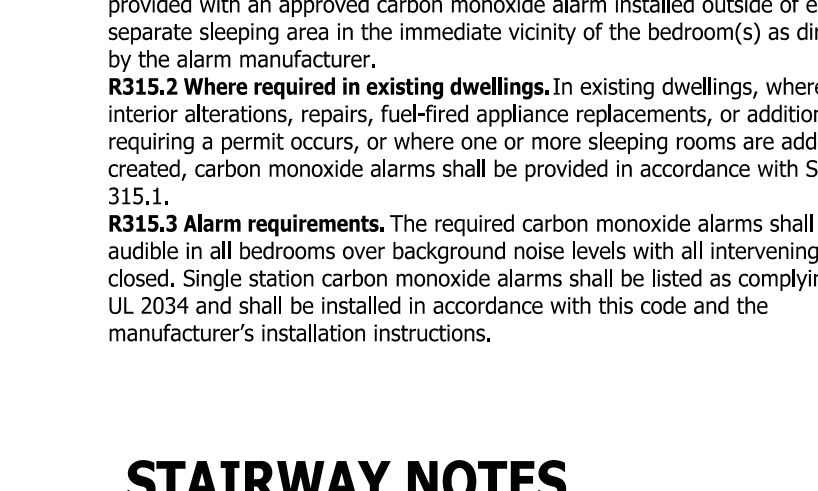 provided with an approved carbon monoxide alarm installed outside of
separate sleeping area in the immediate vicinity of the bedroom(s) as
by the alarm manufacturer.
R315.2 Where required in existing dwellings. In existing dwellings, where
interior alterations, repairs, fuel-fired appliance replacements, or
requiring a permit occurs, or where one or more sleeping rooms are
created, carbon monoxide alarms shall be provided in accordance with
315.1.
R315.3 Alarm requirements. The required carbon monoxide alarms shall
audible in all bedrooms over background noise levels with all intervening
closed. Single station carbon monoxide alarms shall be listed as
UL 2034 and shall be installed in accordance with this code and the
manufacturer's installation instructions.
STAIRWAY NOTES